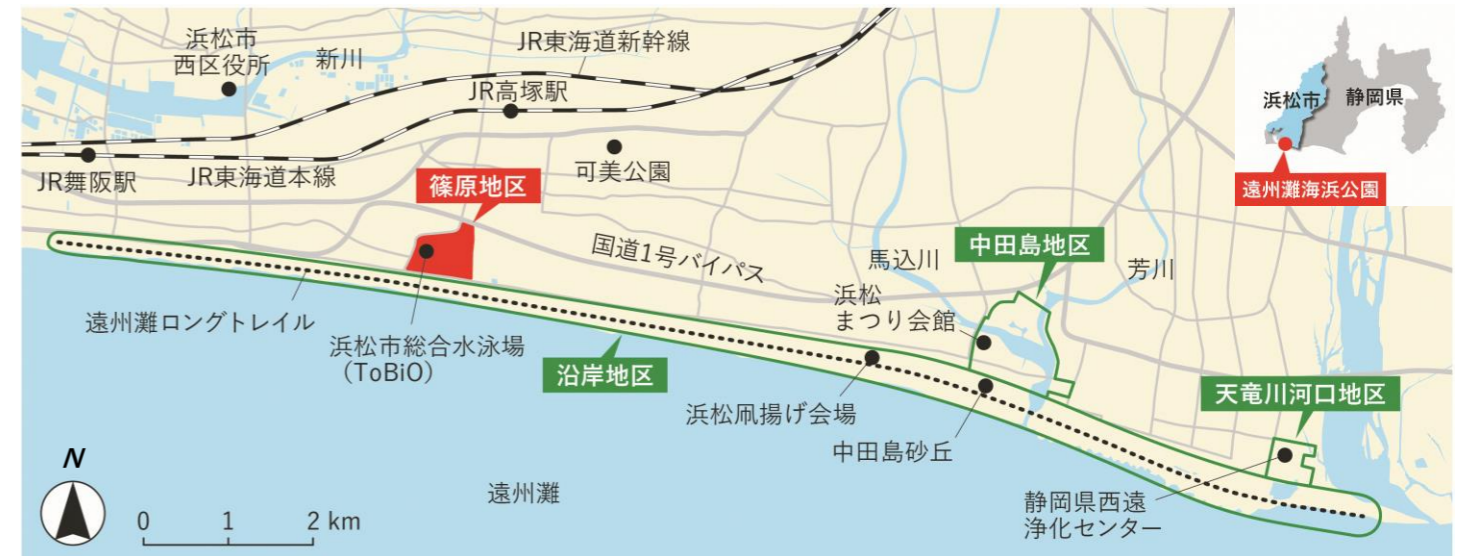 浜松市
西区役所
新川
JR東海道新幹線
JR高塚駅
浜松市
静岡県
遠州灘海浜公園
JR舞阪駅
JR東海道本線
篠原地区
可美公園
国道1号バイパス
馬込川
中田島地区
芳川
浜松
まつり会館
遠州灘ロングトレイル
浜松市総合水泳場
（ToBiO）
沿岸地区
浜松凧揚げ会場
中田島砂丘
天竜川河口地区
静岡県西遠
浄化センター
遠州灘
N
0 1 2 km